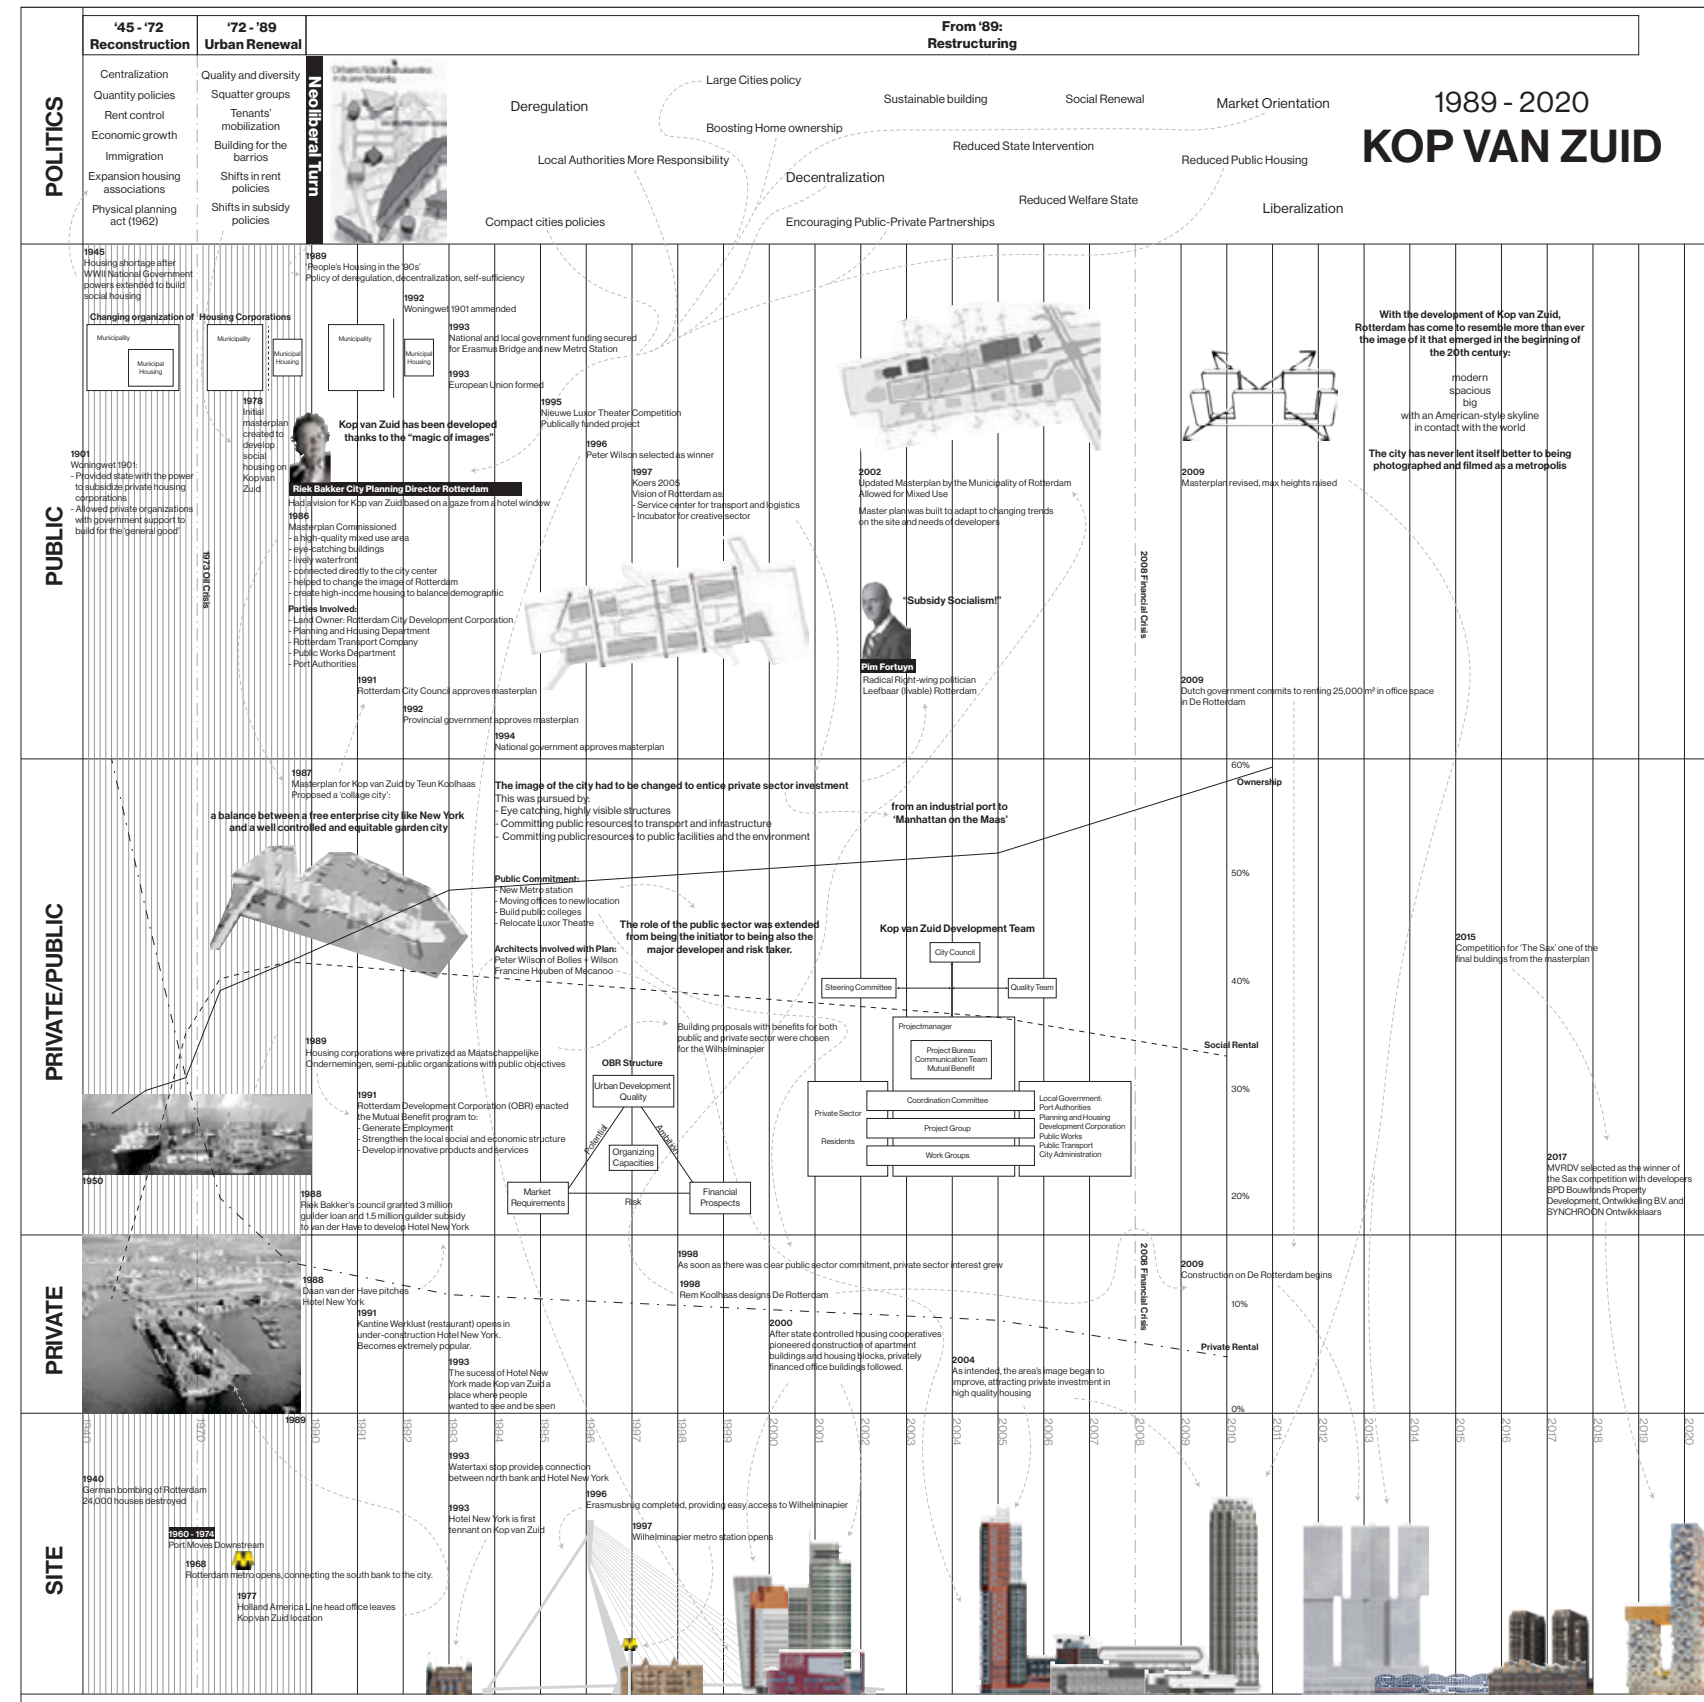 '45 - '72
Reconstruction
'72 - '89
Urban Renewal
From '89:
Restructuring
POLITICS
Centralization
Quantity policies
Rent control
Economic growth
Immigration
Expansion housing
associations
Physical planning
act (1962)
Quality and diversity
Squatter groups
Tenants'
mobilization
Building for the
barrios
Shifts in rent
policies
Shifts in subsidy
policies
Neoliberal Turn
Deregulation
Large Cities policy
Boosting Home ownership
Local Authorities More Responsibility
Decentralization
Compact cities policies
Encouraging Public-Private Partnerships
Sustainable building
Social Renewal
Market Orientation
Reduced State Intervention
Reduced Public Housing
Reduced Welfare State
Liberalization
1989 - 2020
KOP VAN ZUID
PUBLIC
1945
Housing shortage after
WWII National Government
powers extended to build
social housing
Changing organization of Housing Corporations
Municipality
Municipal
Housing
Municipality
Municipal
Housing
Municipality
Municipal
Housing
1989
'People's Housing in the '90s'
Policy of deregulation, decentralization, self-sufficiency
1992
Woningwet 1901 ammended
1993
National and local government funding secured
for Erasmus Bridge and new Metro Station
1993
European Union formed
1995
Nieuwe Luxor Theater Competition
Publically funded project
1996
Peter Wilson selected as winner
1997
Koers 2005
Vision of Rotterdam as:
- Service center for transport and logistics
- Incubator for creative sector
1978
Initial
masterplan
created to
develop
social
housing on
Kop van
Zuid
Kop van Zuid has been developed
thanks to the "magic of images"
Riek Bakker City Planning Director Rotterdam
Had a vision for Kop van Zuid based on a gaze from a hotel window
1901
Woningwet 1901:
- Provided state with the power
to subsidize private housing
corporations
- Allowed private organizations
with government support to
build for the 'general good'
1973 Oil Crisis
1986
Masterplan Commissioned
- a high-quality mixed use area
- eye-catching buildings
- lively waterfront
- connected directly to the city center
- helped to change the image of Rotterdam
- create high-income housing to balance demographic
Parties Involved:
- Land Owner: Rotterdam City Development Corporation
- Planning and Housing Department
- Rotterdam Transport Company
- Public Works Department
- Port Authorities
1991
Rotterdam City Council approves masterplan
1992
Provincial government approves masterplan
1994
National government approves masterplan
2002
Updated Masterplan by the Municipality of Rotterdam
Allowed for Mixed Use
Master plan was built to adapt to changing trends
on the site and needs of developers
"Subsidy Socialism!"
Pim Fortuyn
Radical Right-wing politician
Leefbaar (livable) Rotterdam
2008 Financial Crisis
2009
Masterplan revised, max heights raised
2009
Dutch government commits to renting 25,000 m² in office space
in De Rotterdam
With the development of Kop van Zuid,
Rotterdam has come to resemble more than ever
the image of it that emerged in the beginning of
the 20th century:
modern
spacious
big
with an American-style skyline
in contact with the world
The city has never lent itself better to being
photographed and filmed as a metropolis
PRIVATE/PUBLIC
1987
Masterplan for Kop van Zuid by Teun Koolhaas
Proposed a 'collage city':
a balance between a free enterprise city like New York
and a well controlled and equitable garden city
The image of the city had to be changed to entice private sector investment
This was pursued by:
- Eye catching, highly visible structures
- Committing public resources to transport and infrastructure
- Committing public resources to public facilities and the environment
from an industrial port to
'Manhattan on the Maas'
Public Commitment:
- New Metro station
- Moving offices to new location
- Build public colleges
- Relocate Luxor Theatre
Architects Involved with Plan:
Peter Wilson of Bolles + Wilson
Francine Houben of Mecanoo
The role of the public sector was extended
from being the initiator to being also the
major developer and risk taker.
Building proposals with benefits for both
public and private sector were chosen
for the Wilhelminapier
1989
Housing corporations were privatized as Maatschappelijke
Ondernemingen, semi-public organizations with public objectives
1991
Rotterdam Development Corporation (OBR) enacted
the Mutual Benefit program to:
- Generate Employment
- Strengthen the local social and economic structure
- Develop innovative products and services
1950
1988
Riek Bakker's council granted 3 million
guilder loan and 1.5 million guilder subsidy
to van der Have to develop Hotel New York
OBR Structure
Urban Development
Quality
Potential
Ambition
Organizing
Capacities
Market
Requirements
Risk
Financial
Prospects
Kop van Zuid Development Team
City Council
Steering Committee
Quality Team
Projectmanager
Project Bureau
Communication Team
Mutual Benefit
Private Sector
Residents
Coordination Committee
Project Group
Work Groups
Local Government:
Port Authorities
Planning and Housing
Development Corporation
Public Works
Public Transport
City Administration
60%
Ownership
50%
40%
Social Rental
30%
20%
10%
Private Rental
0%
2015
Competition for 'The Sax' one of the
final buldings from the masterplan
2017
MVRDV selected as the winner of
the Sax competition with developers
BPD Bouwfonds Property
Development, Ontwikkeling B.V. and
SYNCHROON Ontwikkelaars
PRIVATE
1988
Daan van der Have pitches
Hotel New York
1991
Kantine Werklust (restaurant) opens in
under-construction Hotel New York.
Becomes extremely popular.
1993
The sucess of Hotel New
York made Kop van Zuid a
place where people
wanted to see and be seen
1989
1998
As soon as there was clear public sector commitment, private sector interest grew
1998
Rem Koolhaas designs De Rotterdam
2000
After state controlled housing cooperatives
pioneered construction of apartment
buildings and housing blocks, privately
financed office buildings followed.
2004
As intended, the area's image began to
improve, attracting private investment in
high quality housing
2008 Financial Crisis
2009
Construction on De Rotterdam begins
1940
1970
1990
1991
1992
1993
1994
1995
1996
1997
1998
1999
2000
2001
2002
2003
2004
2005
2006
2007
2008
2009
2010
2011
2012
2013
2014
2015
2016
2017
2018
2019
2020
SITE
1940
German bombing of Rotterdam
24,000 houses destroyed
1960 - 1974
Port Moves Downstream
1968
Rotterdam metro opens, connecting the south bank to the city.
1977
Holland America Line head office leaves
Kop van Zuid location
1993
Watertaxi stop provides connection
between north bank and Hotel New York
1993
Hotel New York is first
tennant on Kop van Zuid
1996
Erasmusbrug completed, providing easy access to Wilhelminapier
1997
Wilhelminapier metro station opens